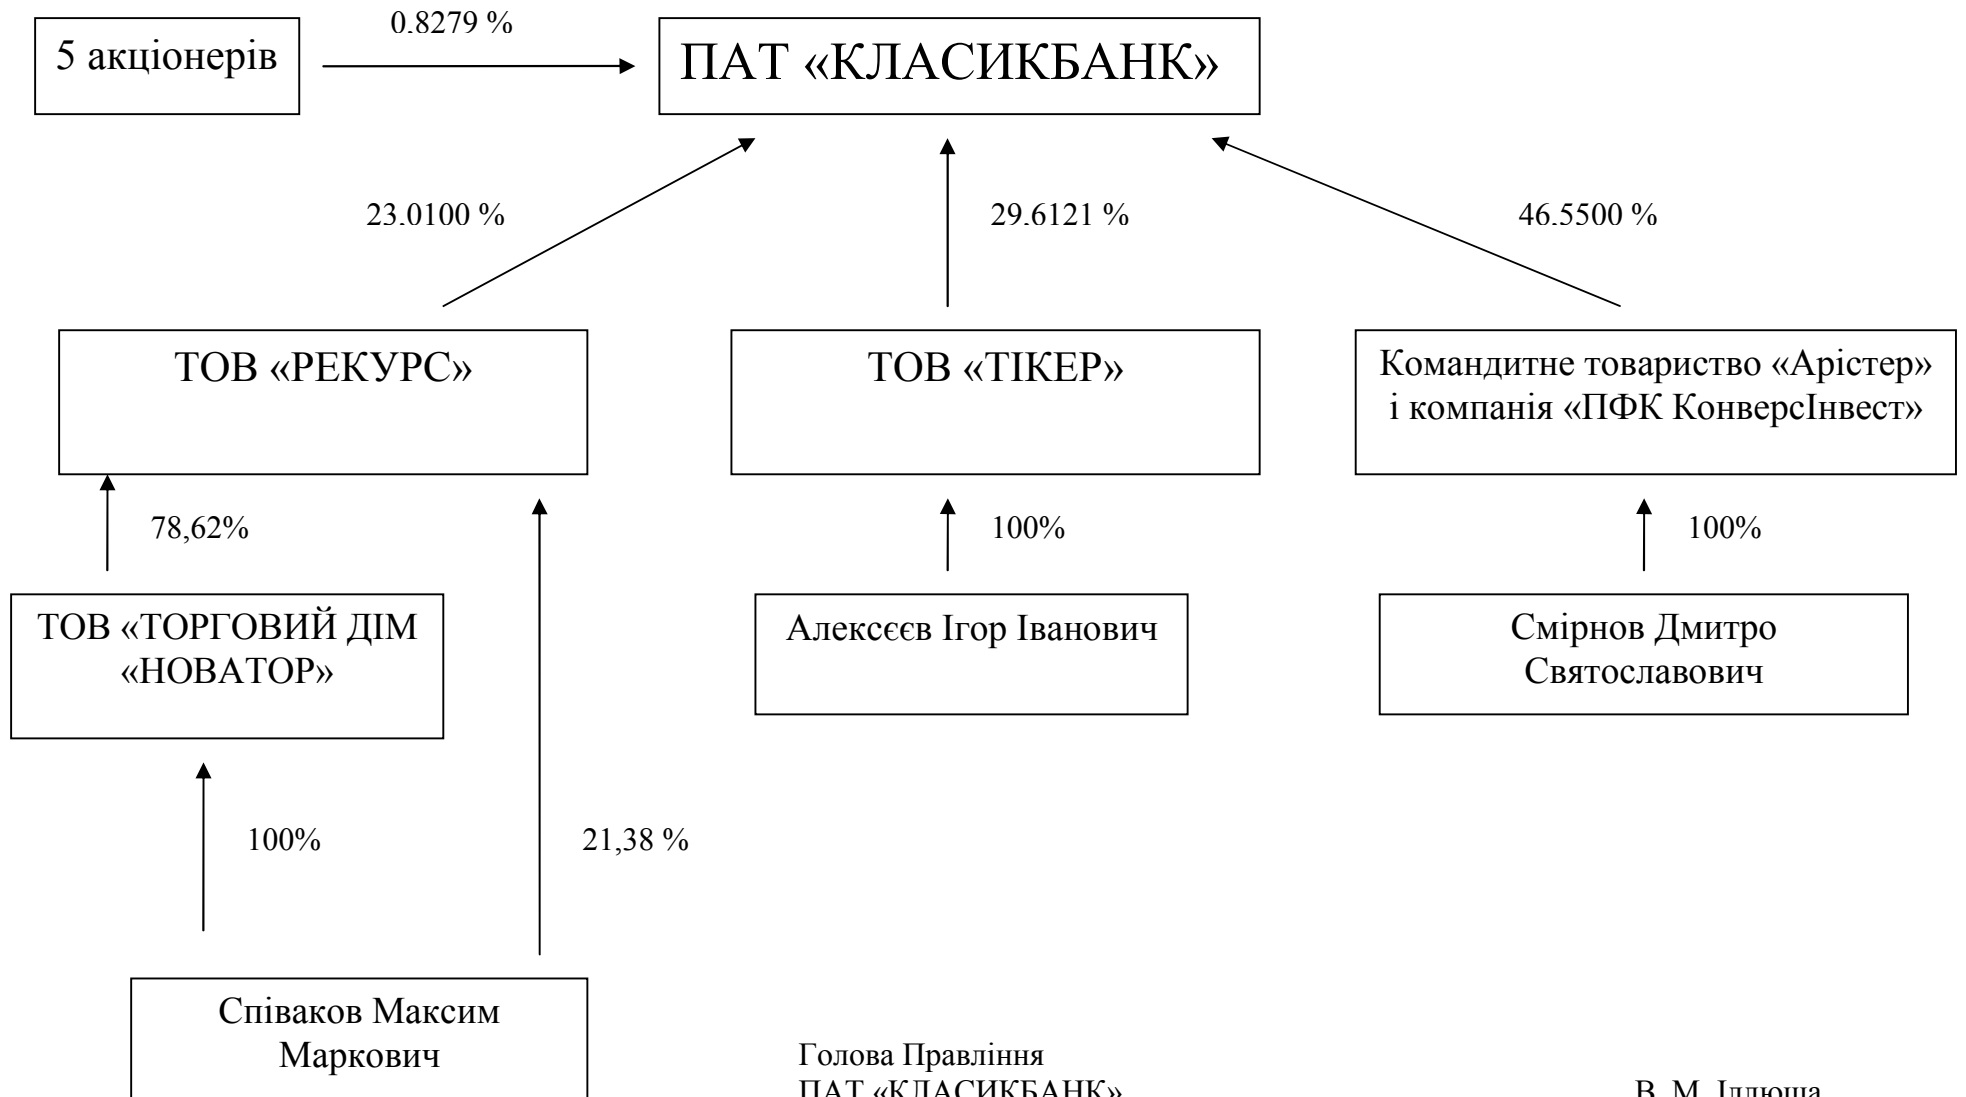 0.8279 %
5 акціонерів
ПАТ «КЛАСИКБАНК»
23.0100 %
29.6121 %
46.5500 %
ТОВ «РЕКУРС»
ТОВ «ТІКЕР»
Командитне товариство «Арістер»
і компанія «ПФК КонверсІнвест»
78,62%
100%
100%
ТОВ «ТОРГОВИЙ ДІМ
«НОВАТОР»
Алексєєв Ігор Іванович
Смірнов Дмитро
Святославович
100%
21,38 %
Співаков Максим
Маркович
Голова Правління
ПАТ «КЛАСИКБАНК»
В. М.